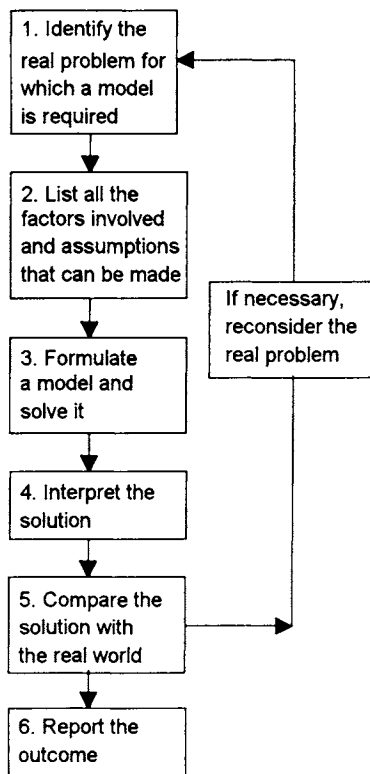 1. Identify the
real problem for
which a model
is required
2. List all the
factors involved
and assumptions
that can be made
If necessary,
reconsider the
real problem
3. Formulate
a model and
solve it
4. Interpret the
solution
5. Compare the
solution with
the real world
6. Report the
outcome